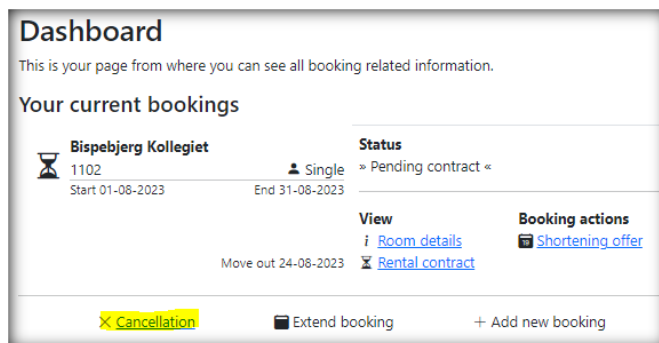 Dashboard
This is your page from where you can see all booking related information.
Your current bookings
Bispebjerg Kollegiet
1102
Single
Start 01-08-2023
End 31-08-2023
Move out 24-08-2023
Status
» Pending contract «
View
i Room details
Rental contract
Booking actions
Shortening offer
Cancellation
Extend booking
+ Add new booking